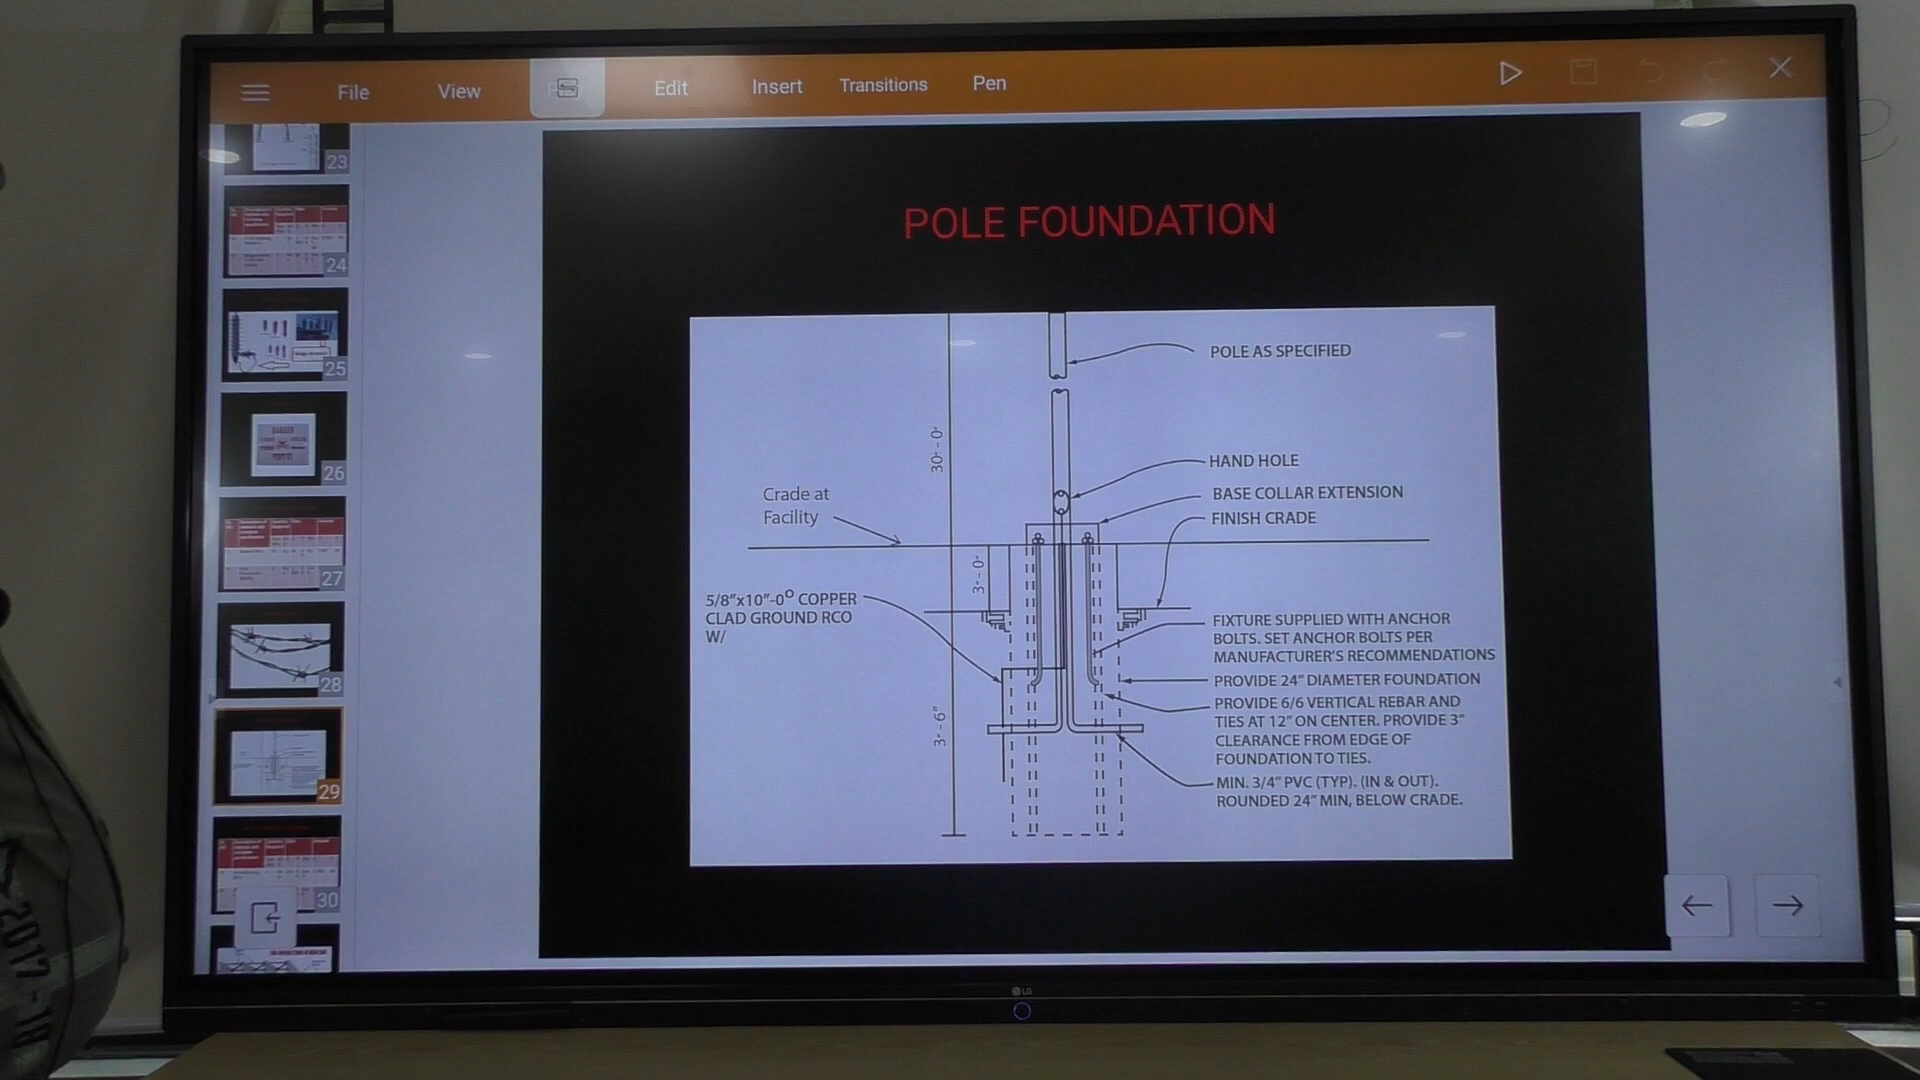 File View Edit Insert Transitions Pen
23
24
25
26
27
28
29
30
POLE FOUNDATION
POLE AS SPECIFIED
30'-0"
HAND HOLE
BASE COLLAR EXTENSION
FINISH CRADE
Crade at
Facility
3'-0"
5/8"x10"-0⁰ COPPER
CLAD GROUND RCO
W/
FIXTURE SUPPLIED WITH ANCHOR
BOLTS. SET ANCHOR BOLTS PER
MANUFACTURER'S RECOMMENDATIONS
PROVIDE 24" DIAMETER FOUNDATION
PROVIDE 6/6 VERTICAL REBAR AND
TIES AT 12" ON CENTER. PROVIDE 3"
CLEARANCE FROM EDGE OF
FOUNDATION TO TIES.
3'-6"
MIN. 3/4" PVC (TYP). (IN & OUT).
ROUNDED 24" MIN, BELOW CRADE.
LG
2017-18